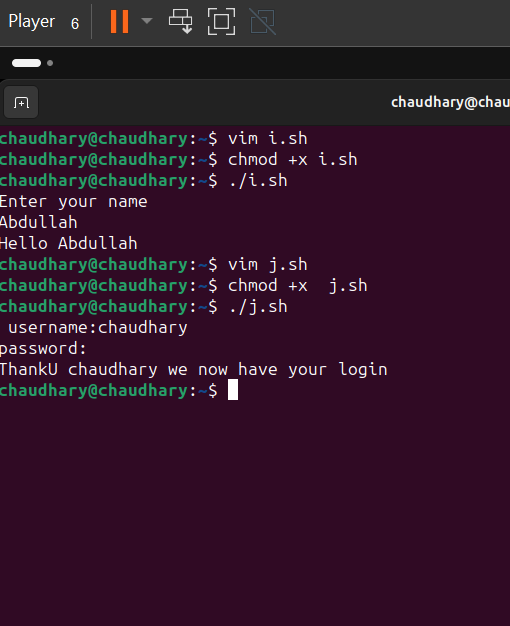 Player 6
chaudhary@chau
chaudhary@chaudhary:~$ vim i.sh
chaudhary@chaudhary:~$ chmod +x i.sh
chaudhary@chaudhary:~$ ./i.sh
Enter your name
Abdullah
Hello Abdullah
chaudhary@chaudhary:~$ vim j.sh
chaudhary@chaudhary:~$ chmod +x  j.sh
chaudhary@chaudhary:~$ ./j.sh
 username:chaudhary
password:
ThankU chaudhary we now have your login
chaudhary@chaudhary:~$